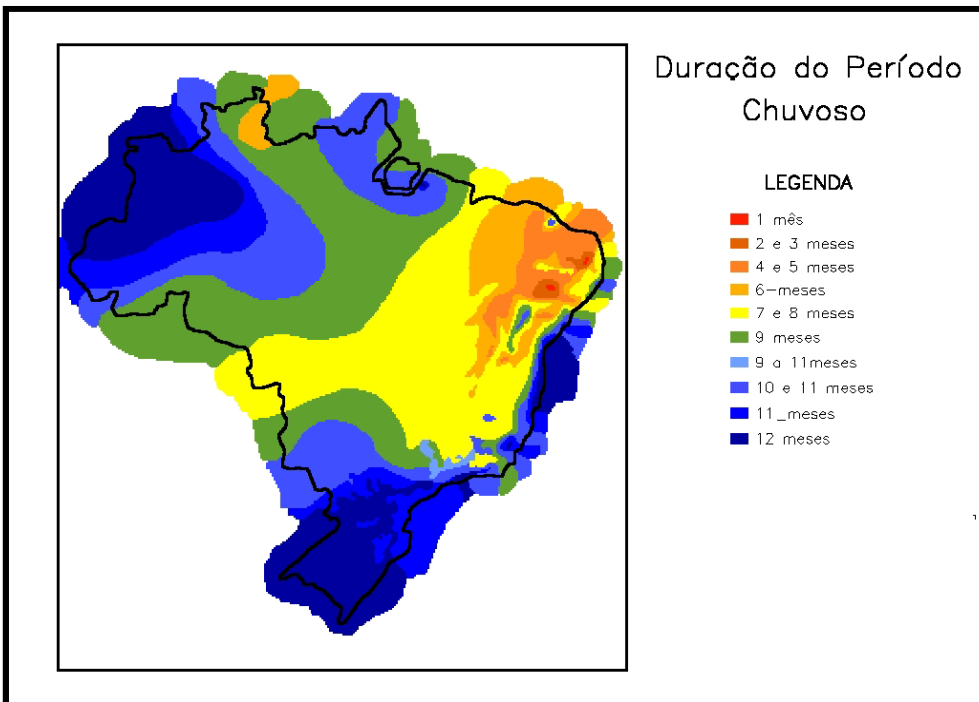 Duração do Período
Chuvoso
LEGENDA
1 mês
2 e 3 meses
4 e 5 meses
6-meses
7 e 8 meses
9 meses
9 a 11meses
10 e 11 meses
11_meses
12 meses